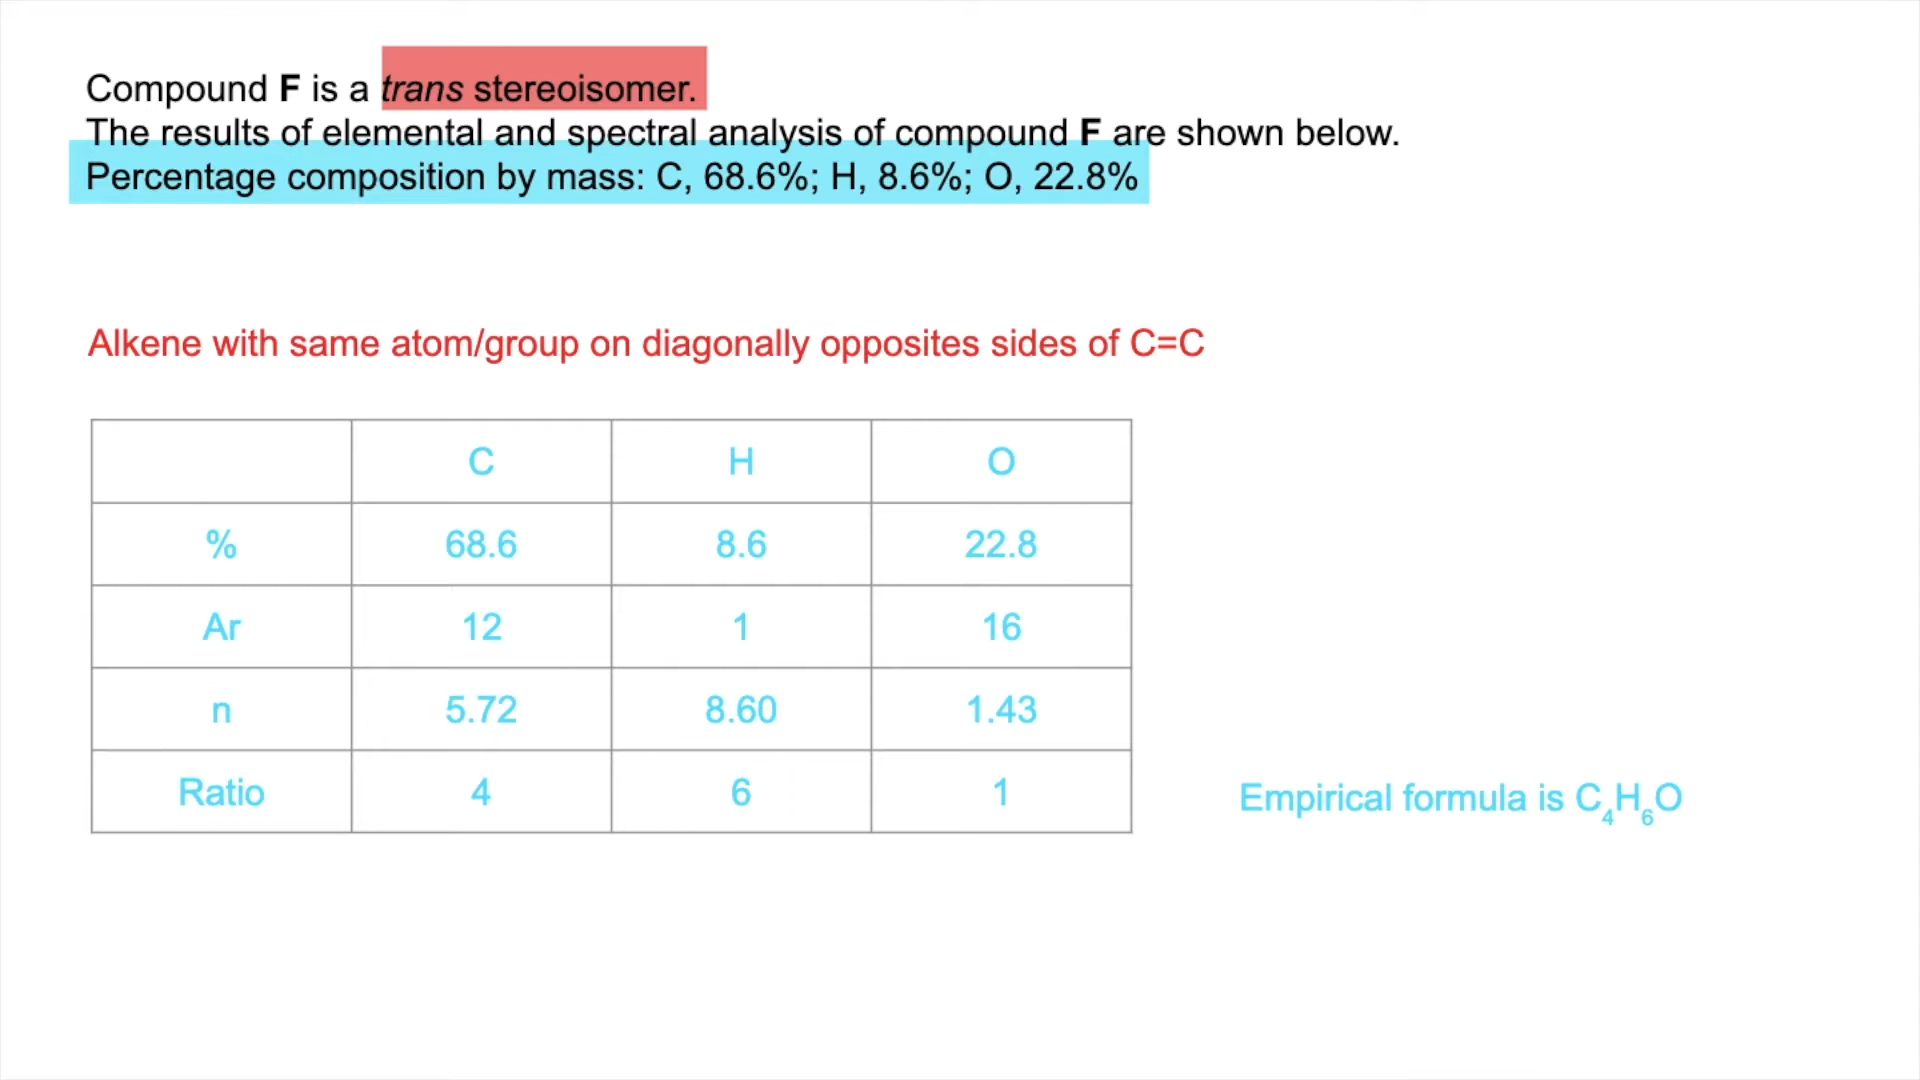 Compound F is a trans stereoisomer.
The results of elemental and spectral analysis of compound F are shown below.
Percentage composition by mass: C, 68.6%; H, 8.6%; O, 22.8%
Alkene with same atom/group on diagonally opposites sides of C=C
C H O
% 68.6 8.6 22.8
Ar 12 1 16
n 5.72 8.60 1.43
Ratio 4 6 1
Empirical formula is C₄H₆O